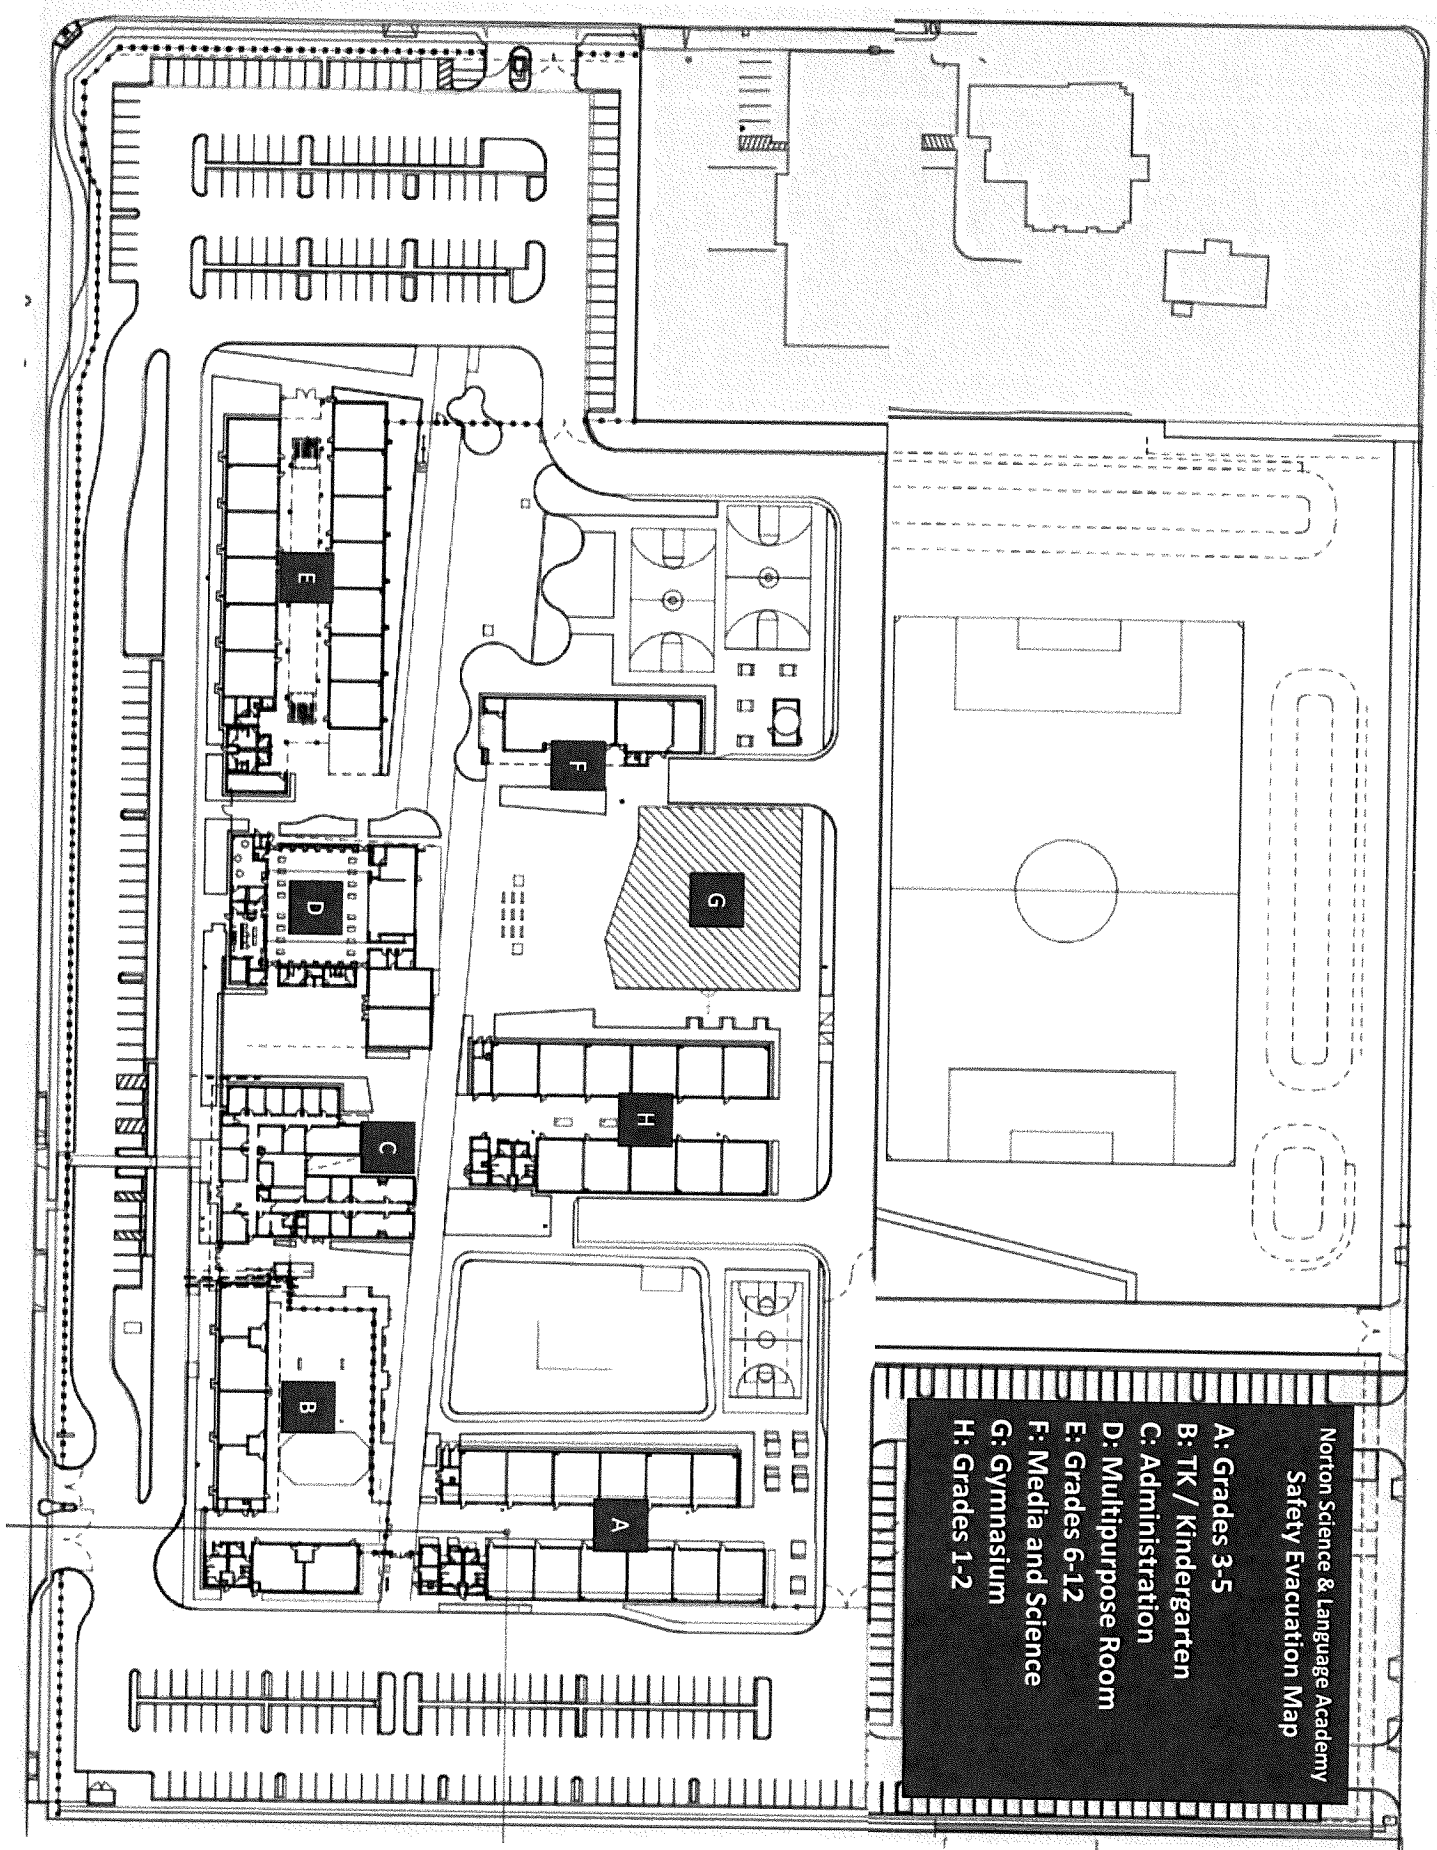 Norton Science & Language Academy
Safety Evacuation Map
A: Grades 3-5
B: TK / Kindergarten
C: Administration
D: Multipurpose Room
E: Grades 6-12
F: Media and Science
G: Gymnasium
H: Grades 1-2
E
F
G
D
H
C
B
A